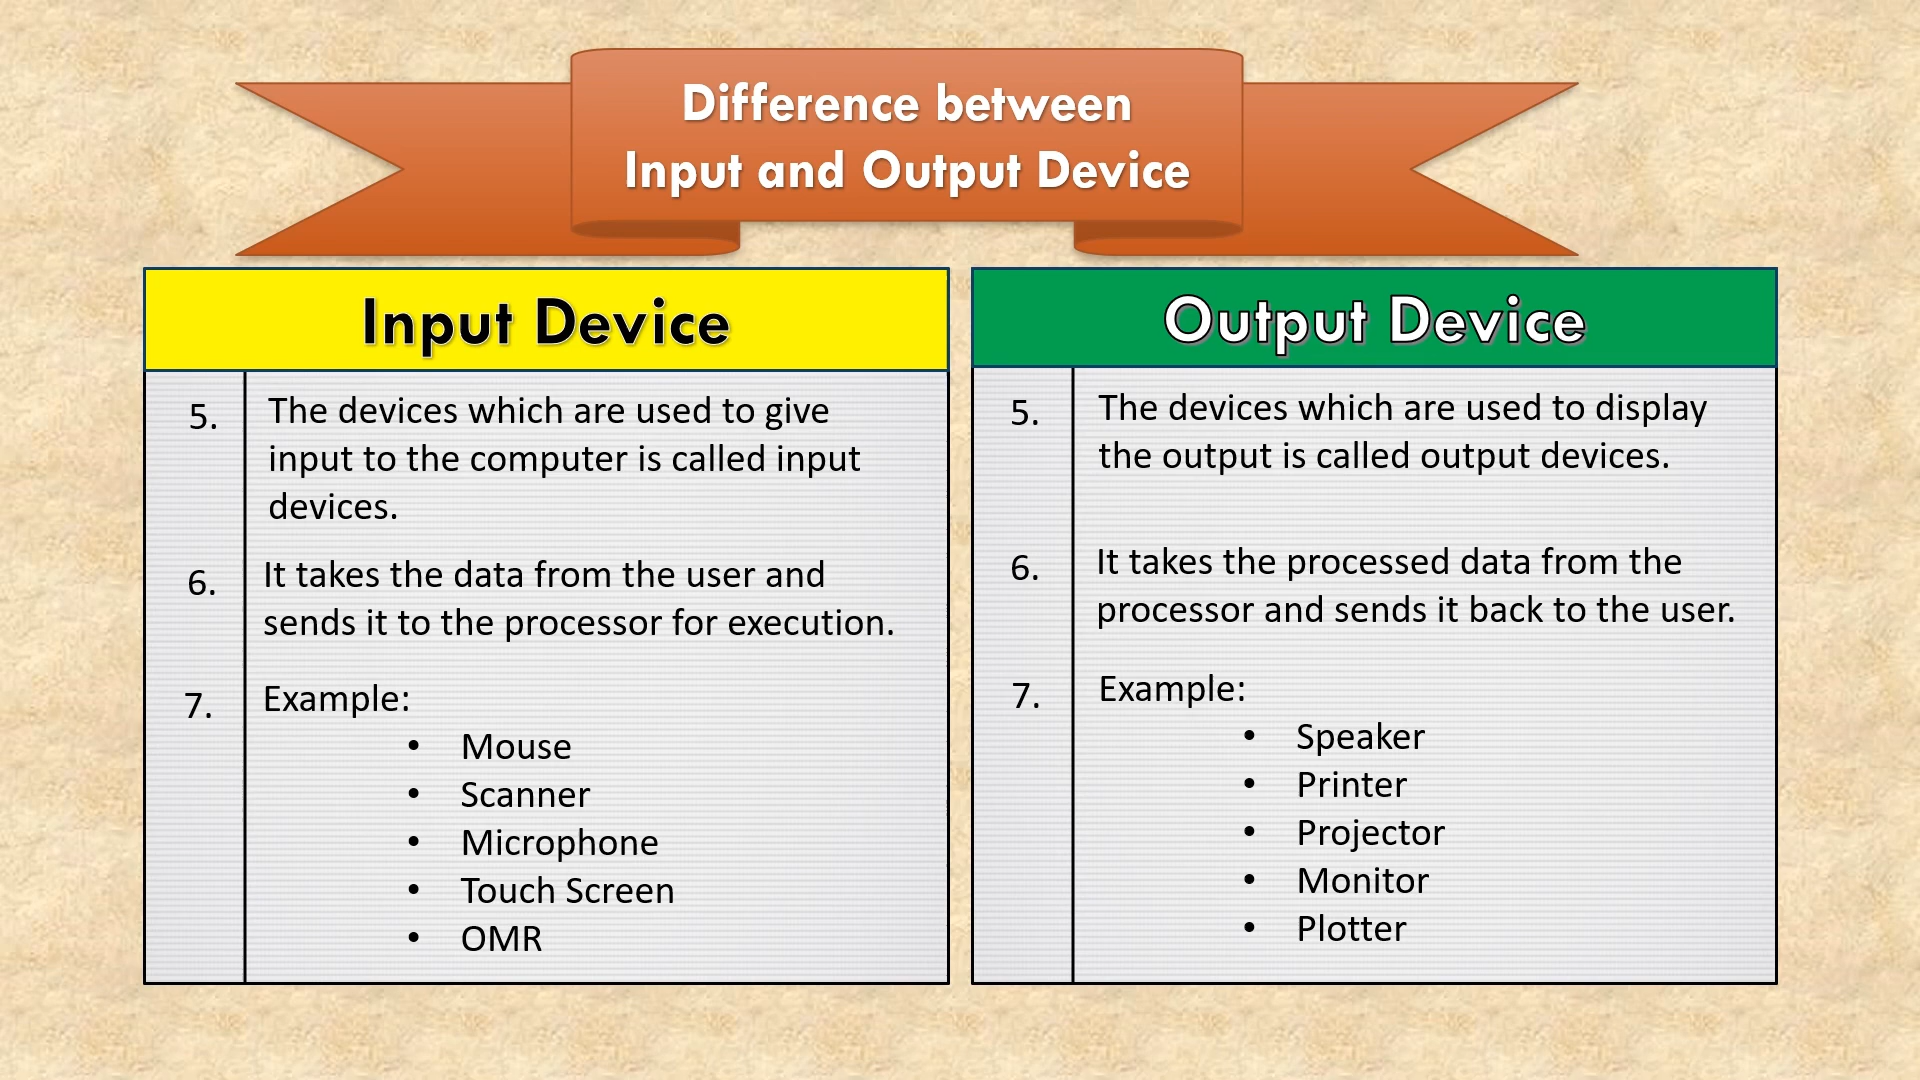 Difference between
Input and Output Device
Input Device
5. The devices which are used to give
input to the computer is called input
devices.
6. It takes the data from the user and
sends it to the processor for execution.
7. Example:
• Mouse
• Scanner
• Microphone
• Touch Screen
• OMR
Output Device
5. The devices which are used to display
the output is called output devices.
6. It takes the processed data from the
processor and sends it back to the user.
7. Example:
• Speaker
• Printer
• Projector
• Monitor
• Plotter